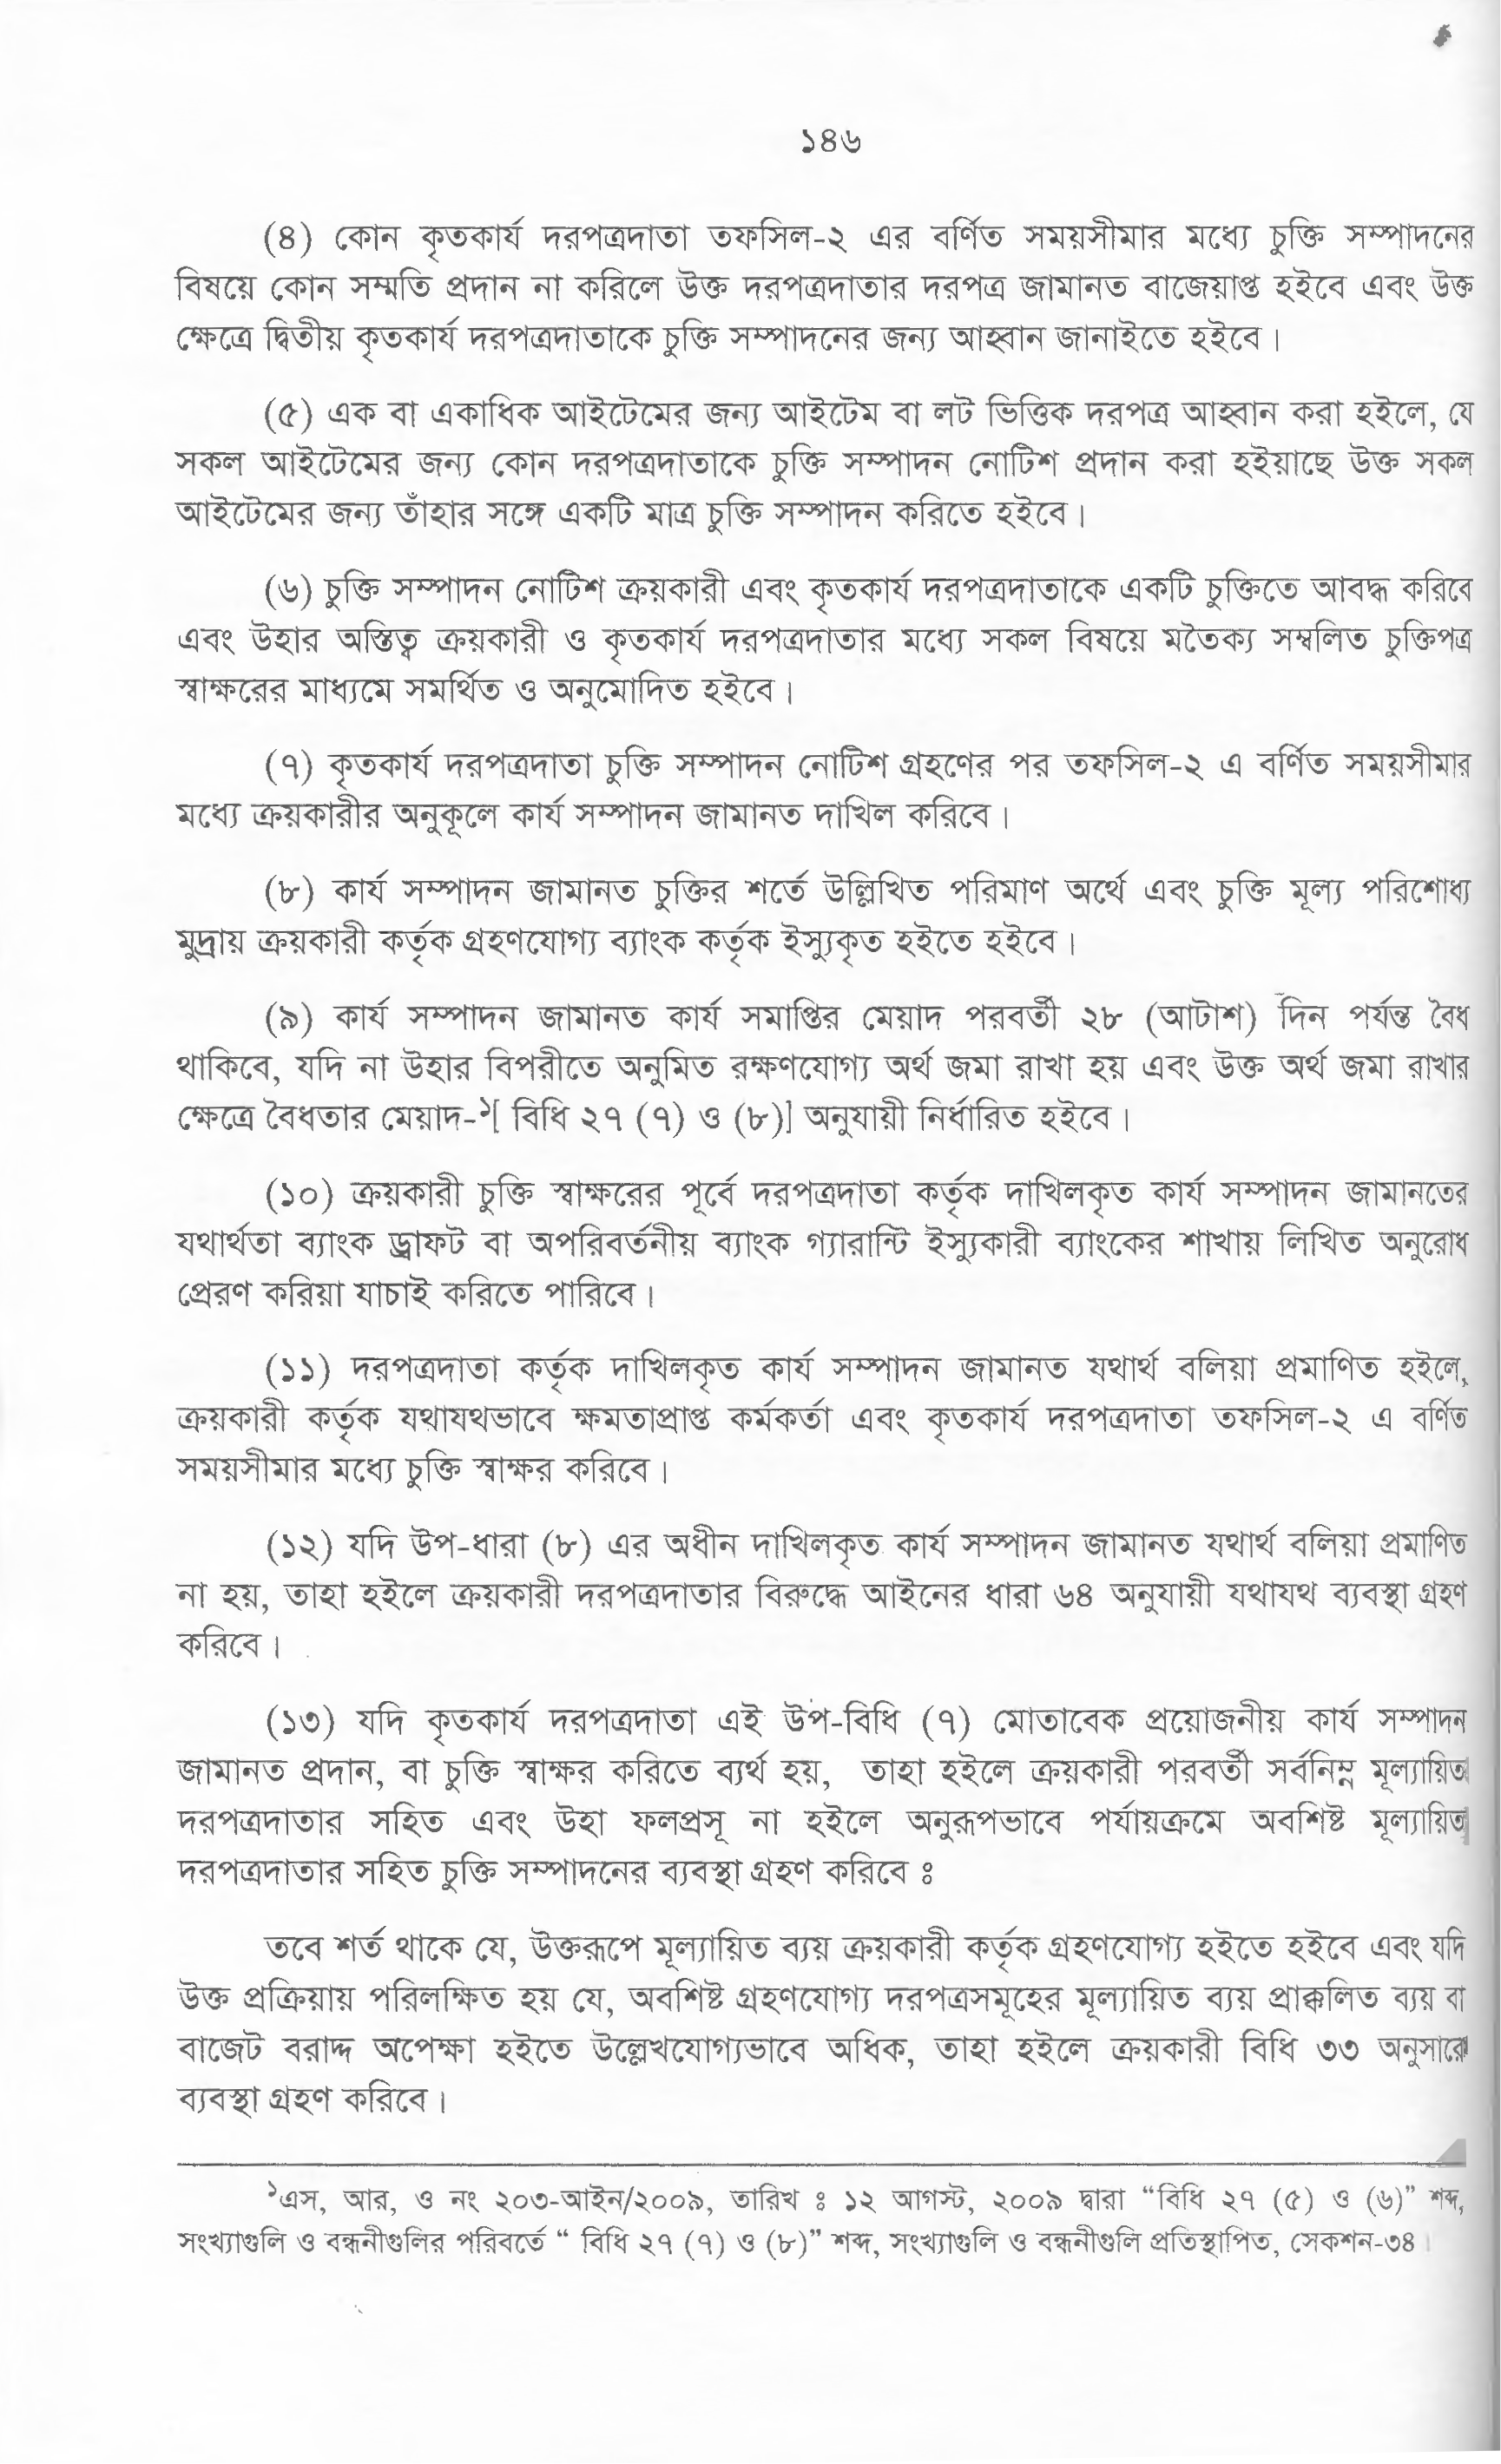 ১৪৬
(৪) কোন কৃতকার্য দরপত্রদাতা তফসিল-২ এর বর্ণিত সময়সীমার মধ্যে চুক্তি সম্পাদনের
বিষয়ে কোন সম্মতি প্রদান না করিলে উক্ত দরপত্রদাতার দরপত্র জামানত বাজেয়াপ্ত হইবে এবং উক্ত
ক্ষেত্রে দ্বিতীয় কৃতকার্য দরপত্রদাতাকে চুক্তি সম্পাদনের জন্য আহ্বান জানাইতে হইবে।
(৫) এক বা একাধিক আইটেমের জন্য আইটেম বা লট ভিত্তিক দরপত্র আহ্বান করা হইলে, যে
সকল আইটেমের জন্য কোন দরপত্রদাতাকে চুক্তি সম্পাদন নোটিশ প্রদান করা হইয়াছে উক্ত সকল
আইটেমের জন্য তাঁহার সঙ্গে একটি মাত্র চুক্তি সম্পাদন করিতে হইবে।
(৬) চুক্তি সম্পাদন নোটিশ ক্রয়কারী এবং কৃতকার্য দরপত্রদাতাকে একটি চুক্তিতে আবদ্ধ করিবে
এবং উহার অস্তিত্ব ক্রয়কারী ও কৃতকার্য দরপত্রদাতার মধ্যে সকল বিষয়ে মতৈক্য সম্বলিত চুক্তিপত্র
স্বাক্ষরের মাধ্যমে সমর্থিত ও অনুমোদিত হইবে।
(৭) কৃতকার্য দরপত্রদাতা চুক্তি সম্পাদন নোটিশ গ্রহণের পর তফসিল-২ এ বর্ণিত সময়সীমার
মধ্যে ক্রয়কারীর অনুকূলে কার্য সম্পাদন জামানত দাখিল করিবে।
(৮) কার্য সম্পাদন জামানত চুক্তির শর্তে উল্লিখিত পরিমাণ অর্থে এবং চুক্তি মূল্য পরিশোধ্য
মুদ্রায় ক্রয়কারী কর্তৃক গ্রহণযোগ্য ব্যাংক কর্তৃক ইস্যুকৃত হইতে হইবে।
(৯) কার্য সম্পাদন জামানত কার্য সমাপ্তির মেয়াদ পরবর্তী ২৮ (আটাশ) দিন পর্যন্ত বৈধ
থাকিবে, যদি না উহার বিপরীতে অনুমিত রক্ষণযোগ্য অর্থ জমা রাখা হয় এবং উক্ত অর্থ জমা রাখার
ক্ষেত্রে বৈধতার মেয়াদ-১[ বিধি ২৭ (৭) ও (৮)] অনুযায়ী নির্ধারিত হইবে।
(১০) ক্রয়কারী চুক্তি স্বাক্ষরের পূর্বে দরপত্রদাতা কর্তৃক দাখিলকৃত কার্য সম্পাদন জামানতের
যথার্থতা ব্যাংক ড্রাফট বা অপরিবর্তনীয় ব্যাংক গ্যারান্টি ইস্যুকারী ব্যাংকের শাখায় লিখিত অনুরোধ
প্রেরণ করিয়া যাচাই করিতে পারিবে।
(১১) দরপত্রদাতা কর্তৃক দাখিলকৃত কার্য সম্পাদন জামানত যথার্থ বলিয়া প্রমাণিত হইলে,
ক্রয়কারী কর্তৃক যথাযথভাবে ক্ষমতাপ্রাপ্ত কর্মকর্তা এবং কৃতকার্য দরপত্রদাতা তফসিল-২ এ বর্ণিত
সময়সীমার মধ্যে চুক্তি স্বাক্ষর করিবে।
(১২) যদি উপ-ধারা (৮) এর অধীন দাখিলকৃত কার্য সম্পাদন জামানত যথার্থ বলিয়া প্রমাণিত
না হয়, তাহা হইলে ক্রয়কারী দরপত্রদাতার বিরুদ্ধে আইনের ধারা ৬৪ অনুযায়ী যথাযথ ব্যবস্থা গ্রহণ
করিবে।
(১৩) যদি কৃতকার্য দরপত্রদাতা এই উপ-বিধি (৭) মোতাবেক প্রয়োজনীয় কার্য সম্পাদন
জামানত প্রদান, বা চুক্তি স্বাক্ষর করিতে ব্যর্থ হয়, তাহা হইলে ক্রয়কারী পরবর্তী সর্বনিম্ন মূল্যায়িত
দরপত্রদাতার সহিত এবং উহা ফলপ্রসূ না হইলে অনুরূপভাবে পর্যায়ক্রমে অবশিষ্ট মূল্যায়িত
দরপত্রদাতার সহিত চুক্তি সম্পাদনের ব্যবস্থা গ্রহণ করিবে ঃ
তবে শর্ত থাকে যে, উক্তরূপে মূল্যায়িত ব্যয় ক্রয়কারী কর্তৃক গ্রহণযোগ্য হইতে হইবে এবং যদি
উক্ত প্রক্রিয়ায় পরিলক্ষিত হয় যে, অবশিষ্ট গ্রহণযোগ্য দরপত্রসমূহের মূল্যায়িত ব্যয় প্রাক্কলিত ব্যয় বা
বাজেট বরাদ্দ অপেক্ষা হইতে উল্লেখযোগ্যভাবে অধিক, তাহা হইলে ক্রয়কারী বিধি ৩৩ অনুসারে
ব্যবস্থা গ্রহণ করিবে।
১এস, আর, ও নং ২০৩-আইন/২০০৯, তারিখ ঃ ১২ আগস্ট, ২০০৯ দ্বারা “বিধি ২৭ (৫) ও (৬)” শব্দ,
সংখ্যাগুলি ও বন্ধনীগুলির পরিবর্তে “ বিধি ২৭ (৭) ও (৮)” শব্দ, সংখ্যাগুলি ও বন্ধনীগুলি প্রতিস্থাপিত, সেকশন-৩৪।